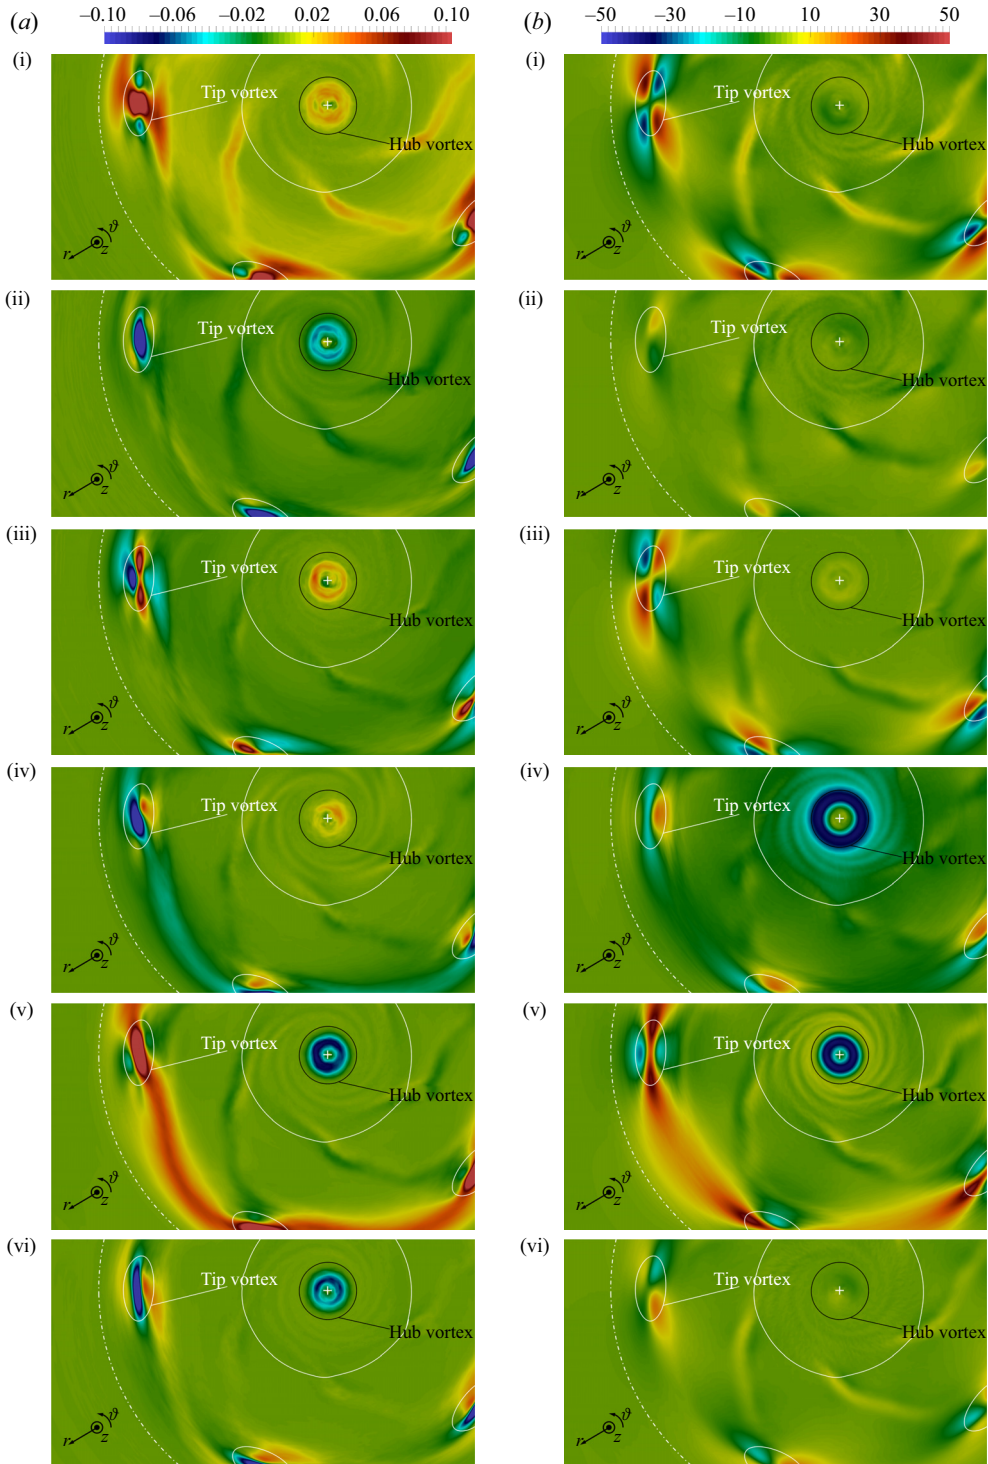 (a) −0.10 −0.06 −0.02 0.02 0.06 0.10
(b) −50 −30 −10 10 30 50
(i) Tip vortex Hub vortex r z ϑ
(i) Tip vortex Hub vortex r z ϑ
(ii) Tip vortex Hub vortex r z ϑ
(ii) Tip vortex Hub vortex r z ϑ
(iii) Tip vortex Hub vortex r z ϑ
(iii) Tip vortex Hub vortex r z ϑ
(iv) Tip vortex Hub vortex r z ϑ
(iv) Tip vortex Hub vortex r z ϑ
(v) Tip vortex Hub vortex r z ϑ
(v) Tip vortex Hub vortex r z ϑ
(vi) Tip vortex Hub vortex r z ϑ
(vi) Tip vortex Hub vortex r z ϑ